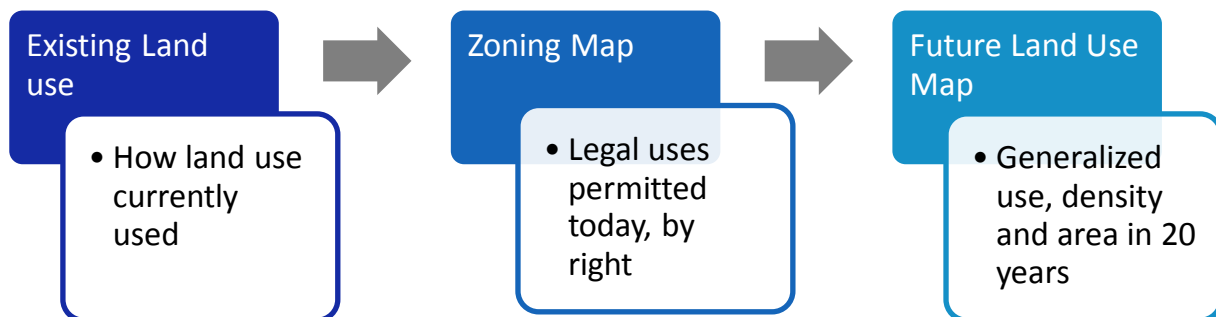 Existing Land
use
• How land use
currently
used
Zoning Map
• Legal uses
permitted
today, by
right
Future Land Use
Map
• Generalized
use, density
and area in 20
years